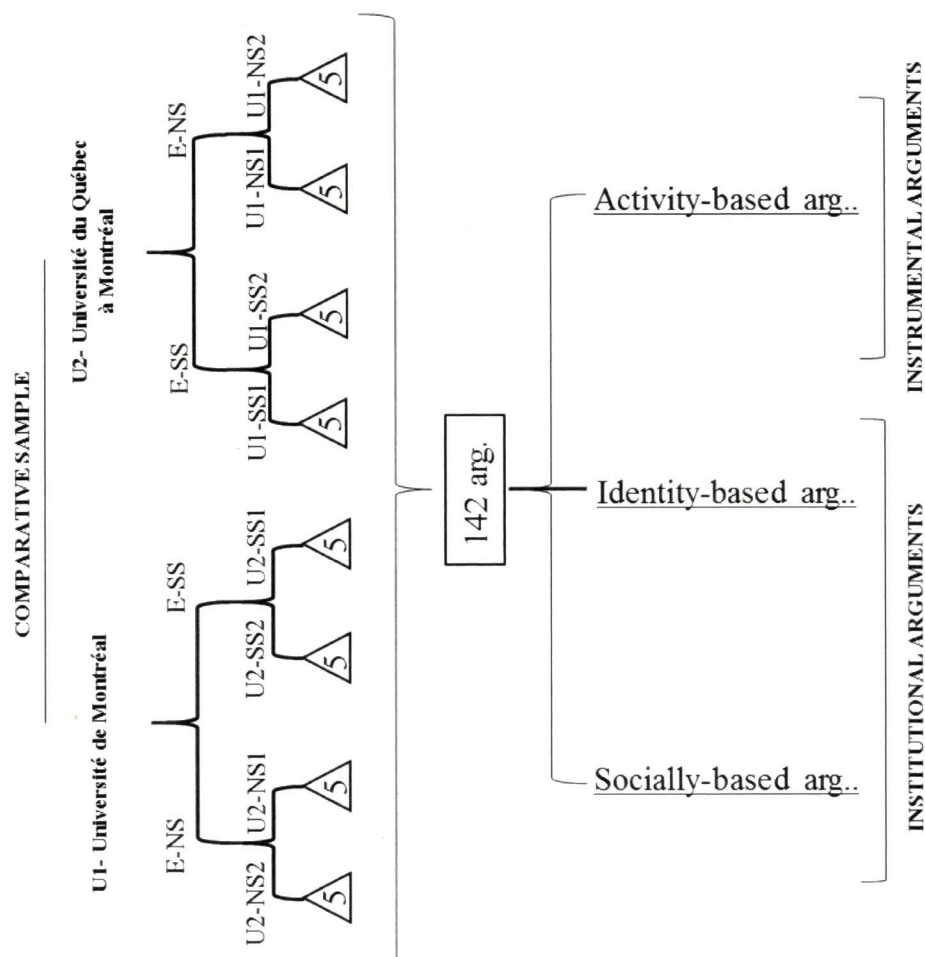 COMPARATIVE SAMPLE
U1- Université de Montréal
U2- Université du Québec
à Montréal
E-NS
E-SS
E-SS
E-NS
U2-NS2
U2-NS1
U2-SS2
U2-SS1
U1-SS1
U1-SS2
U1-NS1
U1-NS2
5
5
5
5
5
5
5
5
142 arg.
Socially-based arg..
Identity-based arg..
Activity-based arg..
INSTITUTIONAL ARGUMENTS
INSTRUMENTAL ARGUMENTS